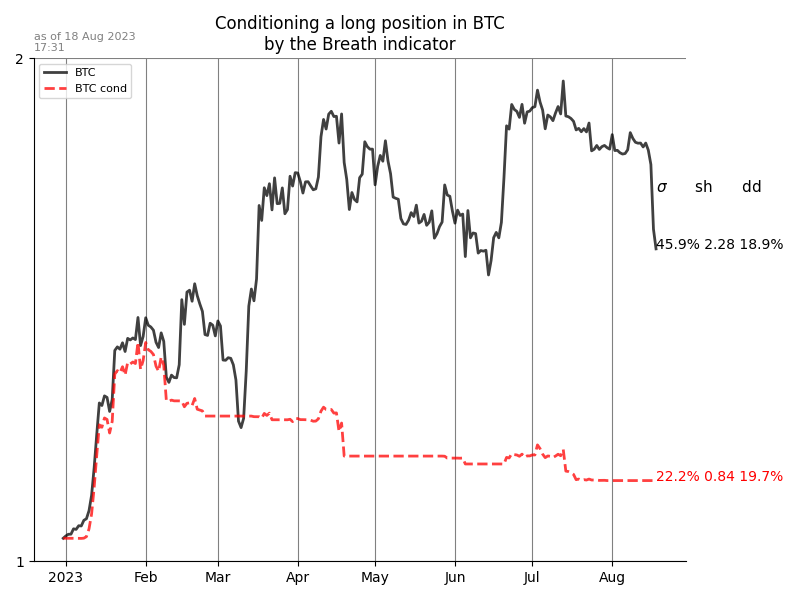 Conditioning a long position in BTC
by the Breath indicator
as of 18 Aug 2023
17:31
2
BTC
BTC cond
σ sh dd
45.9% 2.28 18.9%
22.2% 0.84 19.7%
1
2023 Feb Mar Apr May Jun Jul Aug